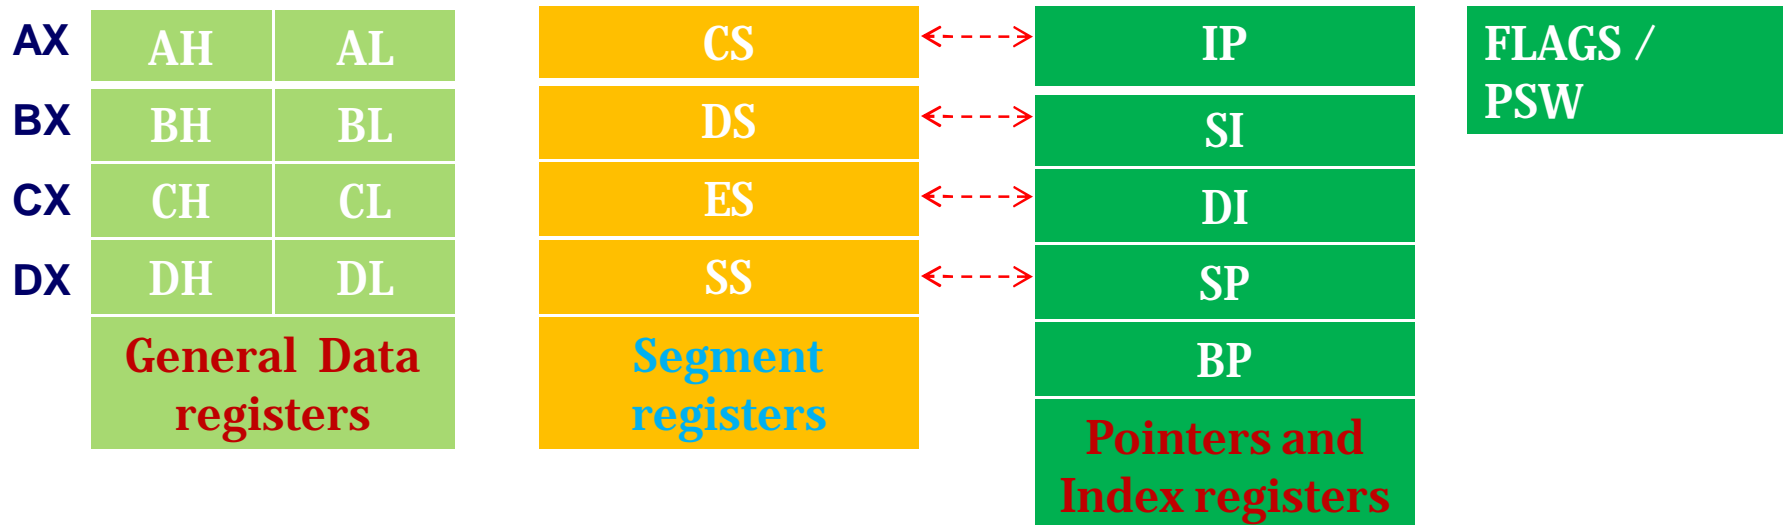 AX AH AL CS IP FLAGS /
PSW
BX BH BL DS SI
CX CH CL ES DI
DX DH DL SS SP
General Data
registers
Segment
registers
BP
Pointers and
Index registers